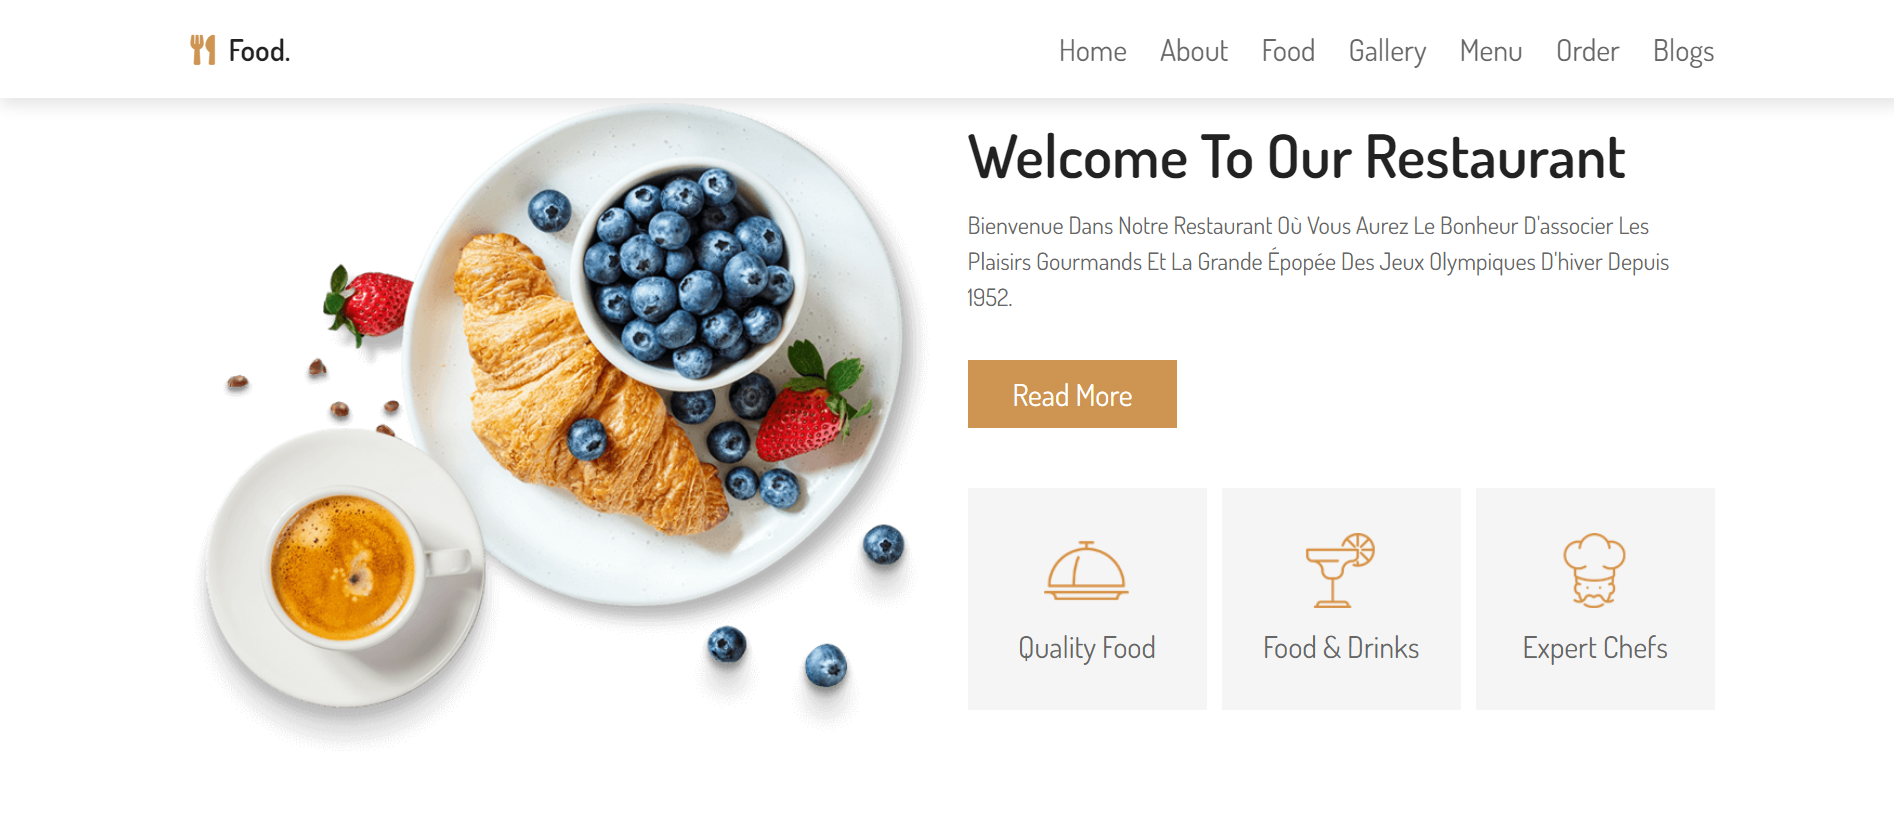 Food.
Home About Food Gallery Menu Order Blogs
Welcome To Our Restaurant
Bienvenue Dans Notre Restaurant Où Vous Aurez Le Bonheur D'associer Les
Plaisirs Gourmands Et La Grande Épopée Des Jeux Olympiques D'hiver Depuis
1952.
Read More
Quality Food
Food & Drinks
Expert Chefs